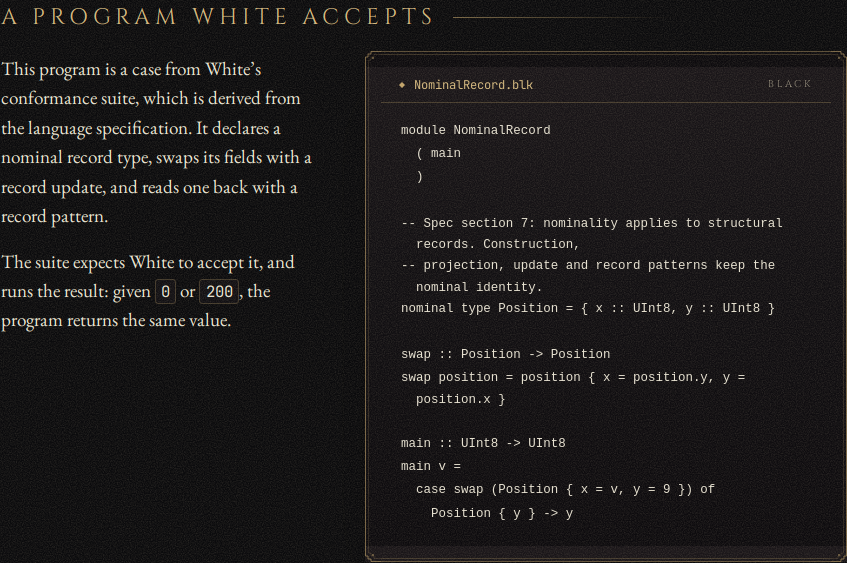 A PROGRAM WHITE ACCEPTS
This program is a case from White’s
conformance suite, which is derived from
the language specification. It declares a
nominal record type, swaps its fields with a
record update, and reads one back with a
record pattern.
The suite expects White to accept it, and
runs the result: given 0 or 200, the
program returns the same value.
NominalRecord.blk
BLACK
module NominalRecord
( main
)
-- Spec section 7: nominality applies to structural
records. Construction,
-- projection, update and record patterns keep the
nominal identity.
nominal type Position = { x :: UInt8, y :: UInt8 }
swap :: Position -> Position
swap position = position { x = position.y, y =
position.x }
main :: UInt8 -> UInt8
main v =
case swap (Position { x = v, y = 9 }) of
Position { y } -> y